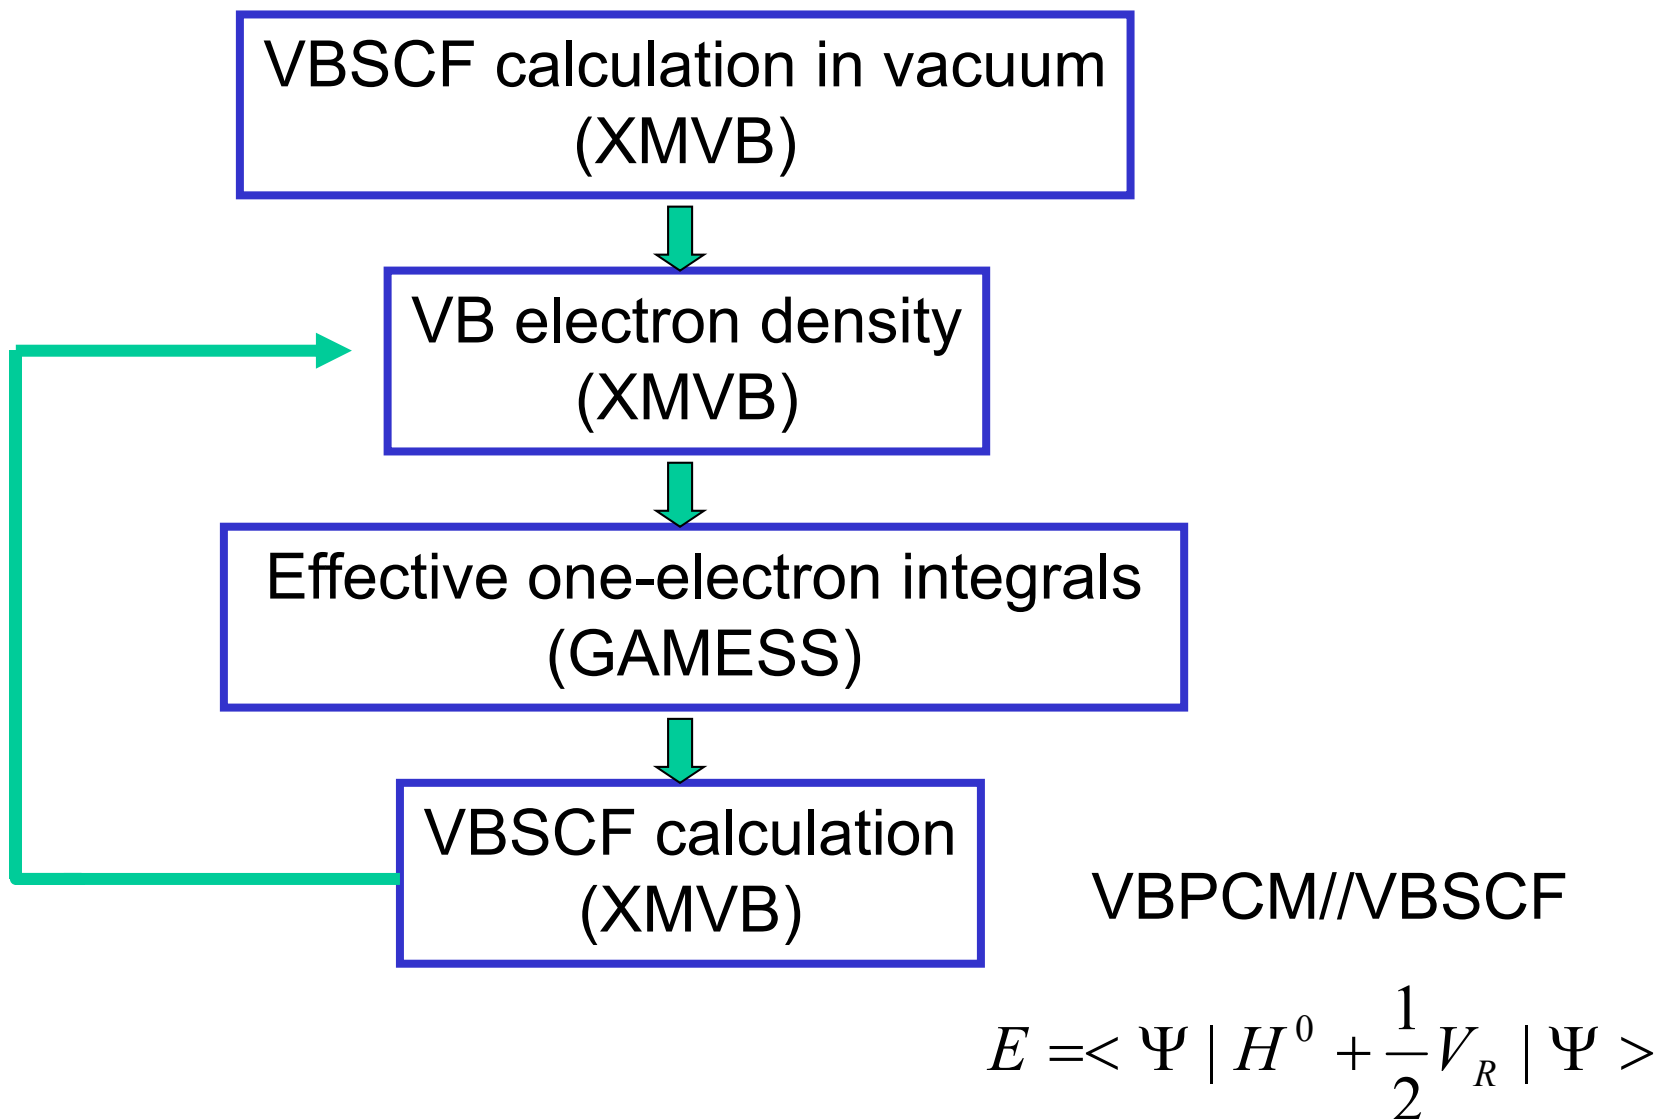 VBSCF calculation in vacuum
(XMVB)
VB electron density
(XMVB)
Effective one-electron integrals
(GAMESS)
VBSCF calculation
(XMVB)
VBPCM//VBSCF
E =< Ψ | H⁰ + 1/2 V_R | Ψ >